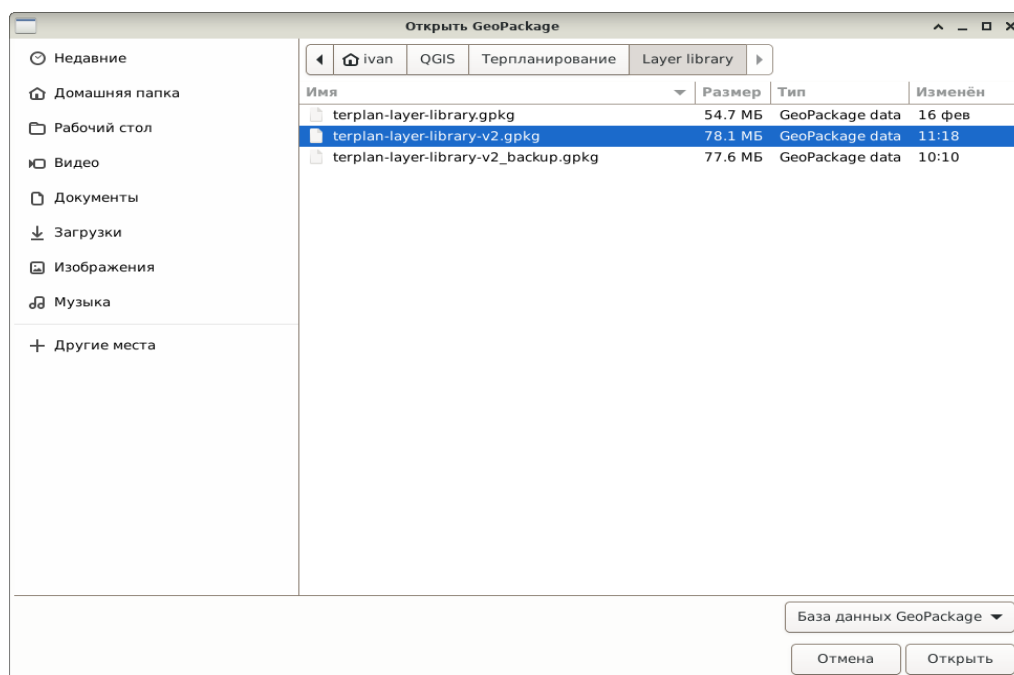 Открыть GeoPackage
Недавние
Домашняя папка
Рабочий стол
Видео
Документы
Загрузки
Изображения
Музыка
Другие места
ivan QGIS Терпланирование Layer library
Имя Размер Тип Изменён
terplan-layer-library.gpkg 54.7 МБ GeoPackage data 16 фев
terplan-layer-library-v2.gpkg 78.1 МБ GeoPackage data 11:18
terplan-layer-library-v2_backup.gpkg 77.6 МБ GeoPackage data 10:10
База данных GeoPackage
Отмена Открыть